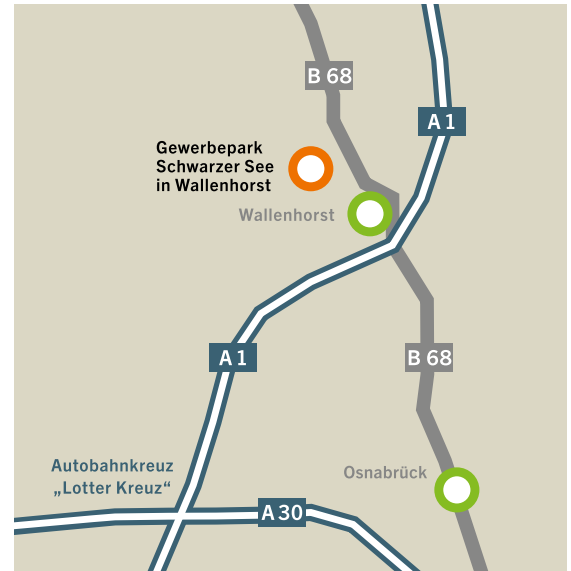 B 68
A 1
Gewerbepark
Schwarzer See
in Wallenhorst
Wallenhorst
A 1
B 68
Autobahnkreuz
„Lotter Kreuz“
Osnabrück
A 30